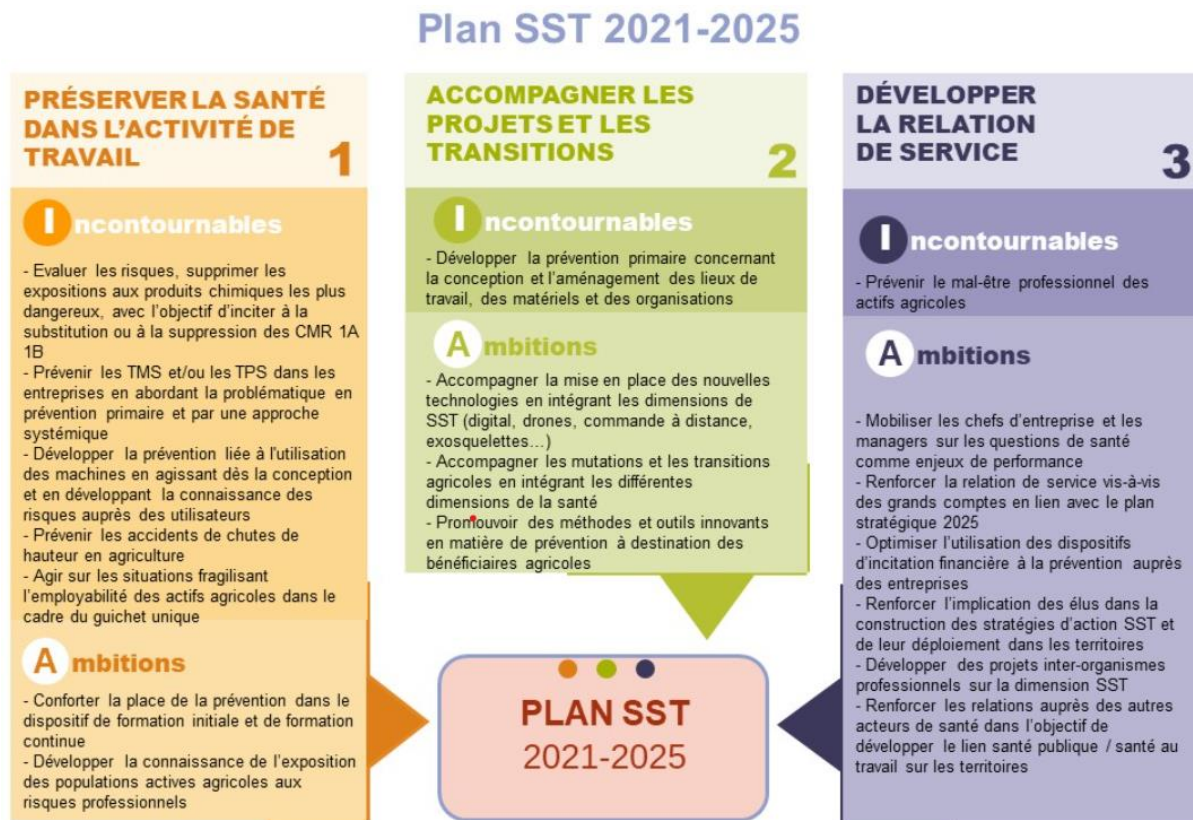 Plan SST 2021-2025
PRÉSERVER LA SANTÉ
DANS L'ACTIVITÉ DE
TRAVAIL
1
Incontournables
- Evaluer les risques, supprimer les
expositions aux produits chimiques les plus
dangereux, avec l'objectif d'inciter à la
substitution ou à la suppression des CMR 1A
1B
- Prévenir les TMS et/ou les TPS dans les
entreprises en abordant la problématique en
prévention primaire et par une approche
systémique
- Développer la prévention liée à l'utilisation
des machines en agissant dès la conception
et en développant la connaissance des
risques auprès des utilisateurs
- Prévenir les accidents de chutes de
hauteur en agriculture
- Agir sur les situations fragilisant
l'employabilité des actifs agricoles dans le
cadre du guichet unique
Ambitions
- Conforter la place de la prévention dans le
dispositif de formation initiale et de formation
continue
- Développer la connaissance de l'exposition
des populations actives agricoles aux
risques professionnels
ACCOMPAGNER LES
PROJETS ET LES
TRANSITIONS
2
Incontournables
- Développer la prévention primaire concernant
la conception et l'aménagement des lieux de
travail, des matériels et des organisations
Ambitions
- Accompagner la mise en place des nouvelles
technologies en intégrant les dimensions de
SST (digital, drones, commande à distance,
exosquelettes…)
- Accompagner les mutations et les transitions
agricoles en intégrant les différentes
dimensions de la santé
- Promouvoir des méthodes et outils innovants
en matière de prévention à destination des
bénéficiaires agricoles
DÉVELOPPER
LA RELATION
DE SERVICE
3
Incontournables
- Prévenir le mal-être professionnel des
actifs agricoles
Ambitions
- Mobiliser les chefs d'entreprise et les
managers sur les questions de santé
comme enjeux de performance
- Renforcer la relation de service vis-à-vis
des grands comptes en lien avec le plan
stratégique 2025
- Optimiser l'utilisation des dispositifs
d'incitation financière à la prévention auprès
des entreprises
- Renforcer l'implication des élus dans la
construction des stratégies d'action SST et
de leur déploiement dans les territoires
- Développer des projets inter-organismes
professionnels sur la dimension SST
- Renforcer les relations auprès des autres
acteurs de santé dans l'objectif de
développer le lien santé publique / santé au
travail sur les territoires
PLAN SST
2021-2025